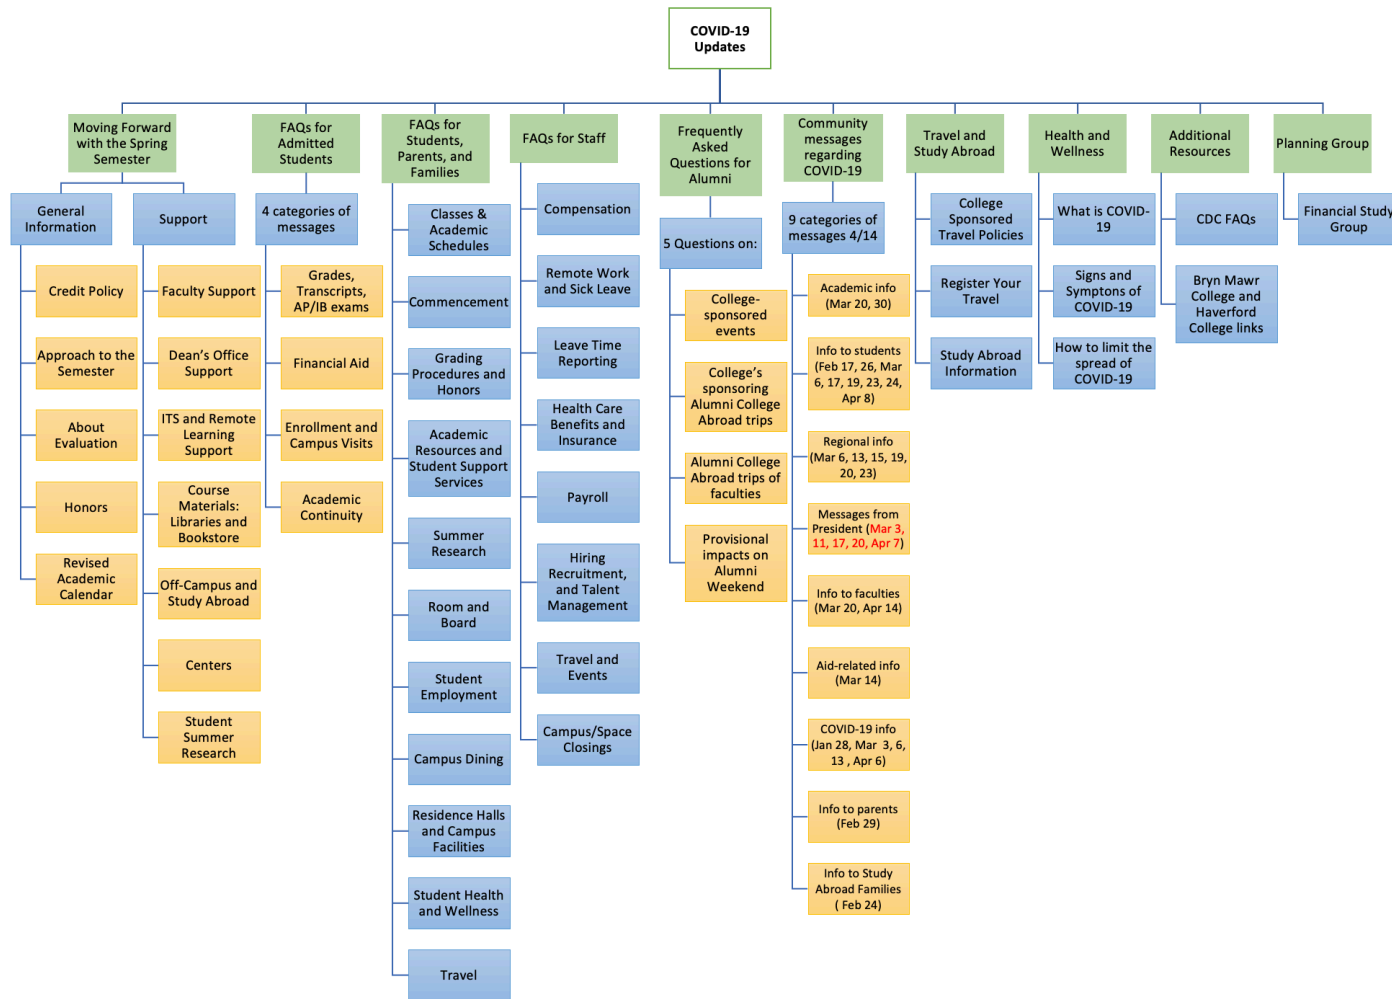 COVID-19
Updates
Moving Forward
with the Spring
Semester
FAQs for
Admitted
Students
FAQs for
Students,
Parents, and
Families
FAQs for Staff
Frequently
Asked
Questions for
Alumni
Community
messages
regarding
COVID-19
Travel and
Study Abroad
Health and
Wellness
Additional
Resources
Planning Group
General
Information
Credit Policy
Approach to the
Semester
About
Evaluation
Honors
Revised
Academic
Calendar
Support
Faculty Support
Dean's Office
Support
ITS and Remote
Learning
Support
Course
Materials:
Libraries and
Bookstore
Off-Campus and
Study Abroad
Centers
Student
Summer
Research
4 categories of
messages
Grades,
Transcripts,
AP/IB exams
Financial Aid
Enrollment and
Campus Visits
Academic
Continuity
Classes &
Academic
Schedules
Commencement
Grading
Procedures and
Honors
Academic
Resources and
Student Support
Services
Summer
Research
Room and
Board
Student
Employment
Campus Dining
Residence Halls
and Campus
Facilities
Student Health
and Wellness
Travel
Compensation
Remote Work
and Sick Leave
Leave Time
Reporting
Health Care
Benefits and
Insurance
Payroll
Hiring
Recruitment,
and Talent
Management
Travel and
Events
Campus/Space
Closings
5 Questions on:
College-
sponsored
events
College's
sponsoring
Alumni College
Abroad trips
Alumni College
Abroad trips of
faculties
Provisional
impacts on
Alumni
Weekend
9 categories of
messages 4/14
Academic info
(Mar 20, 30)
Info to students
(Feb 17, 26, Mar
6, 17, 19, 23, 24,
Apr 8)
Regional info
(Mar 6, 13, 15, 19,
20, 23)
Messages from
President (Mar 3,
11, 17, 20, Apr 7)
Info to faculties
(Mar 20, Apr 14)
Aid-related info
(Mar 14)
COVID-19 info
(Jan 28, Mar 3, 6,
13 , Apr 6)
Info to parents
(Feb 29)
Info to Study
Abroad Families
( Feb 24)
College
Sponsored
Travel Policies
Register Your
Travel
Study Abroad
Information
What is COVID-
19
Signs and
Symptons of
COVID-19
How to limit the
spread of
COVID-19
CDC FAQs
Bryn Mawr
College and
Haverford
College links
Financial Study
Group